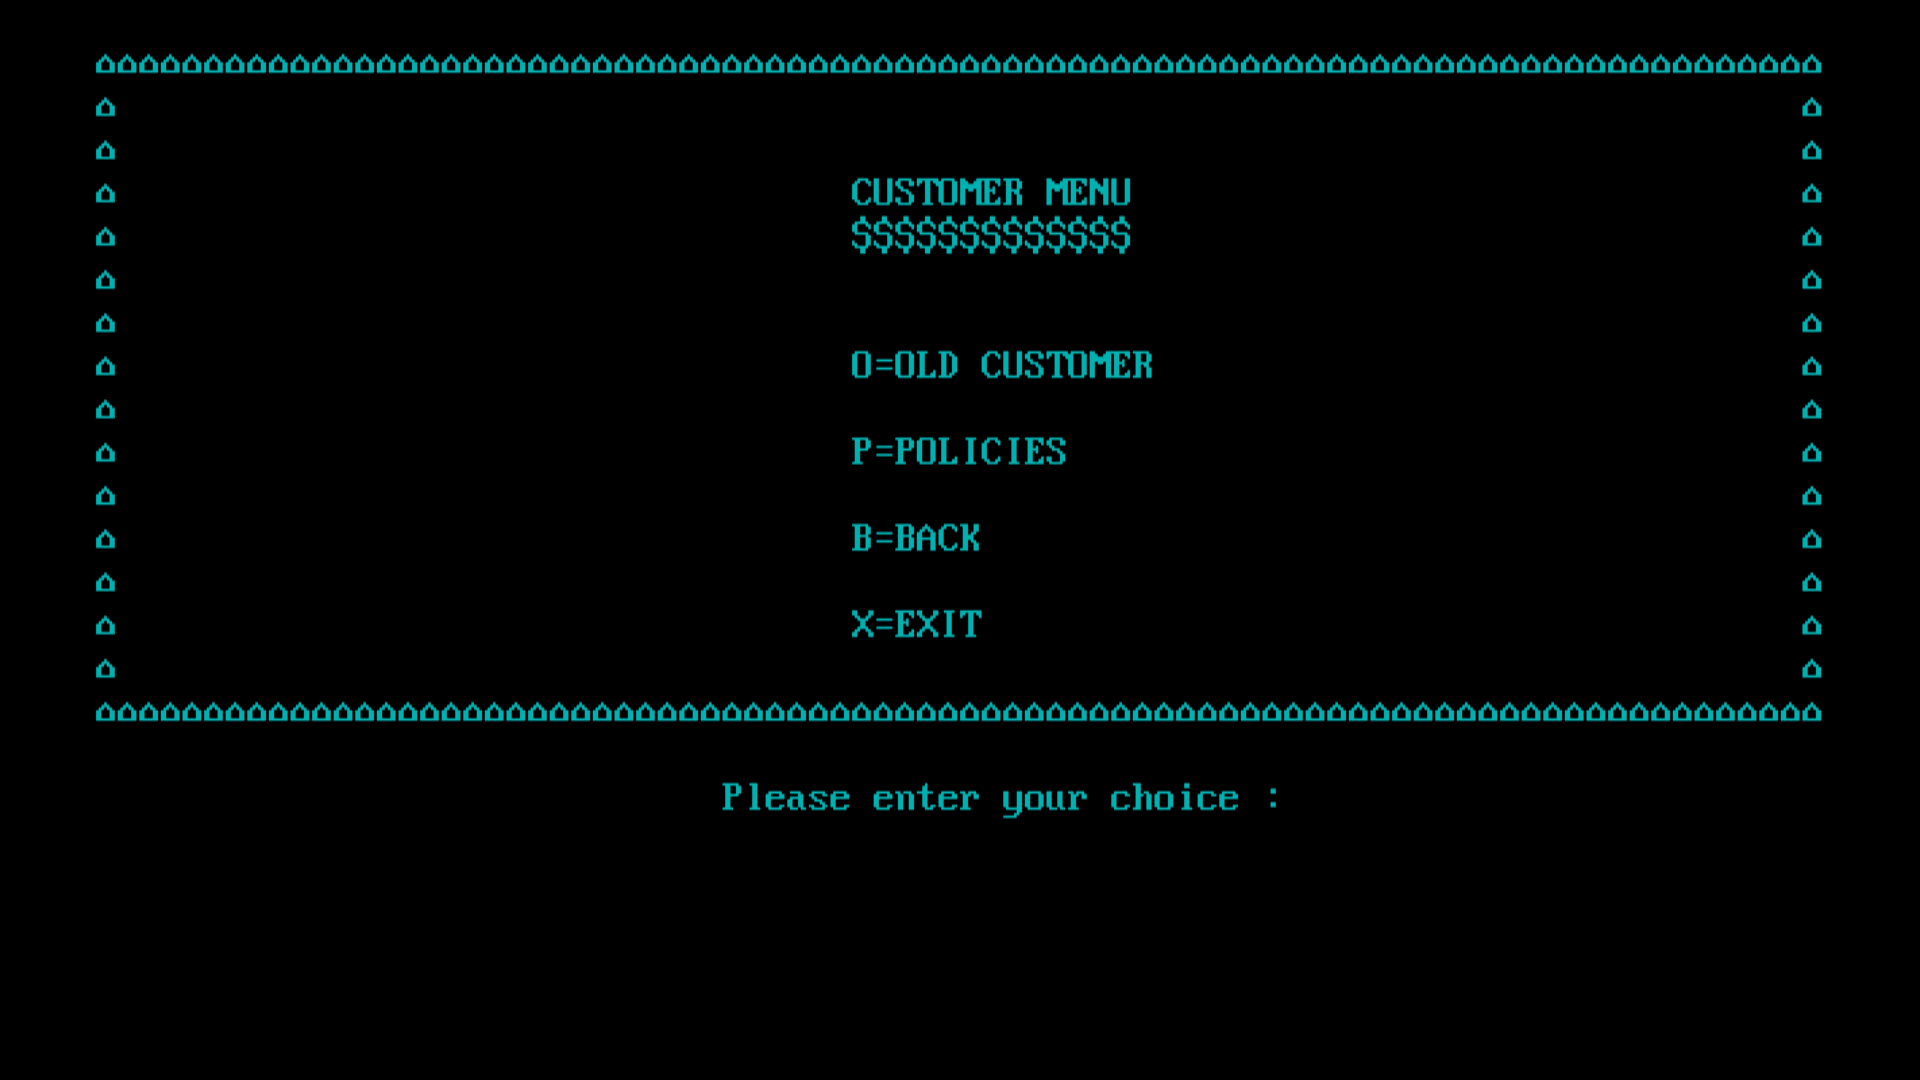 CUSTOMER MENU
$$$$$$$$$$$$$
O=OLD CUSTOMER
P=POLICIES
B=BACK
X=EXIT
Please enter your choice :